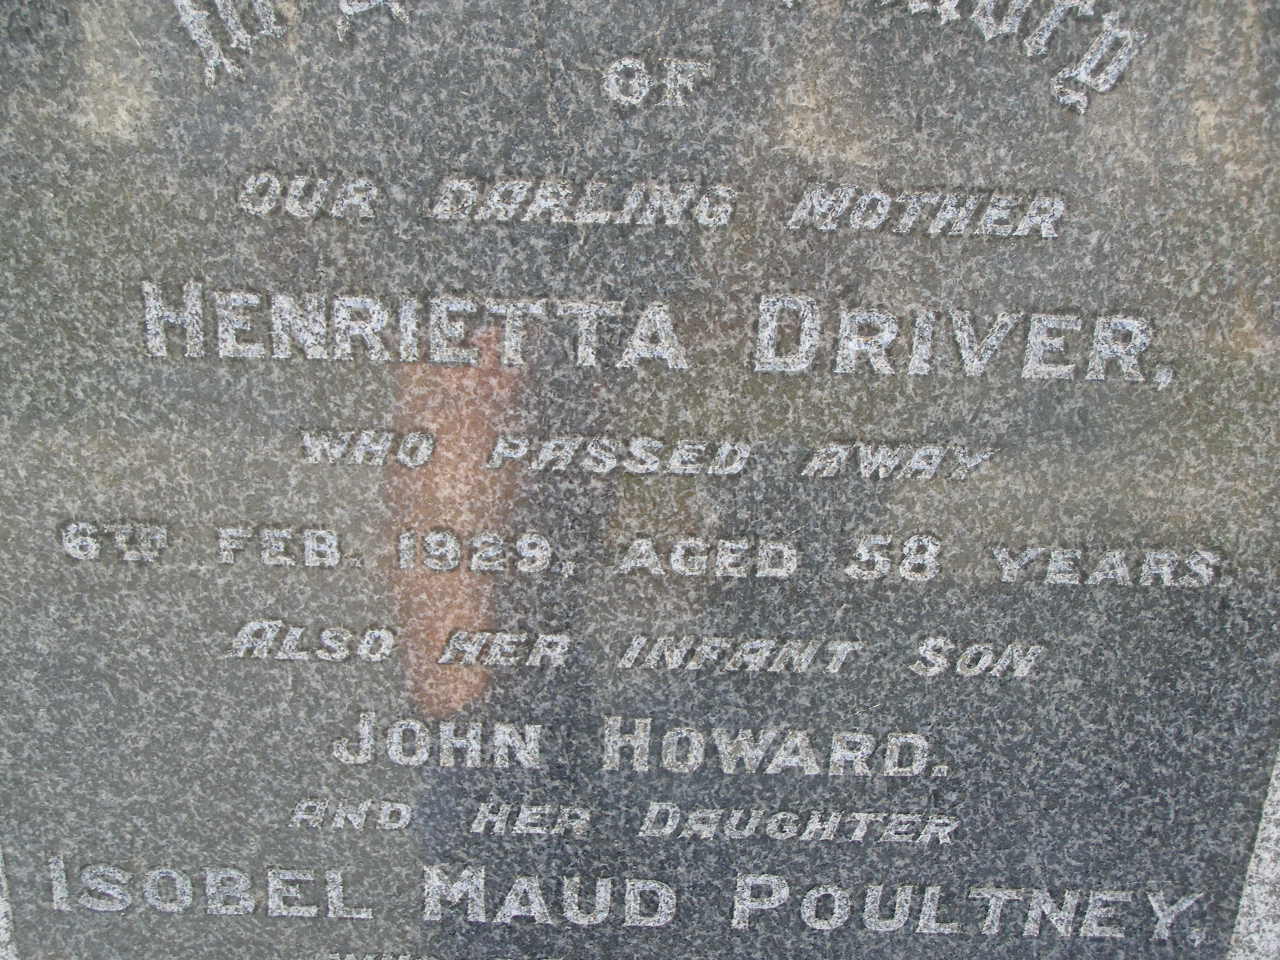 OF
OUR DARLING MOTHER
HENRIETTA DRIVER,
WHO PASSED AWAY
6TH FEB. 1929, AGED 58 YEARS.
ALSO HER INFANT SON
JOHN HOWARD.
AND HER DAUGHTER
ISOBEL MAUD POULTNEY,